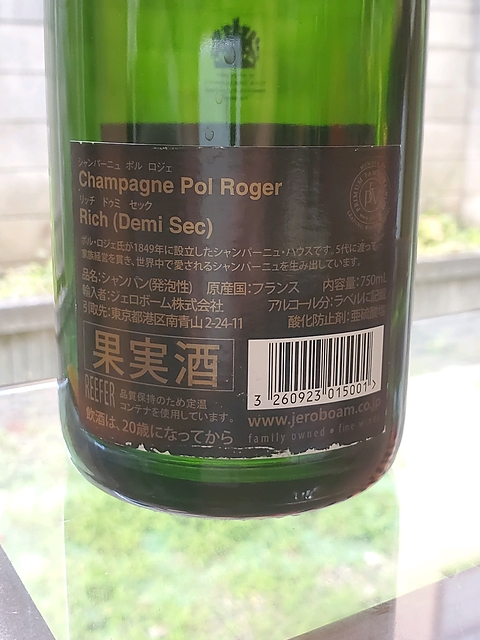 シャンパーニュ ポル ロジェ
Champagne Pol Roger
リッチ ドゥミ セック
Rich (Demi Sec)
ポル・ロジェ氏が1849年に設立したシャンパーニュ・ハウスです。5代に渡って
家族経営を貫き、世界中で愛されるシャンパーニュを生み出しています。
品名:シャンパン(発泡性) 原産国:フランス 内容量:750mL
輸入者:ジェロボーム株式会社 アルコール分:ラベルに記載
引取先:東京都港区南青山 2-24-11 酸化防止剤:亜硫酸塩
果実酒
REEFER 品質保持のため定温
コンテナを使用しています。
飲酒は、20歳になってから
3 260923 015001 >
www.jeroboam.co.jp
family owned • fine